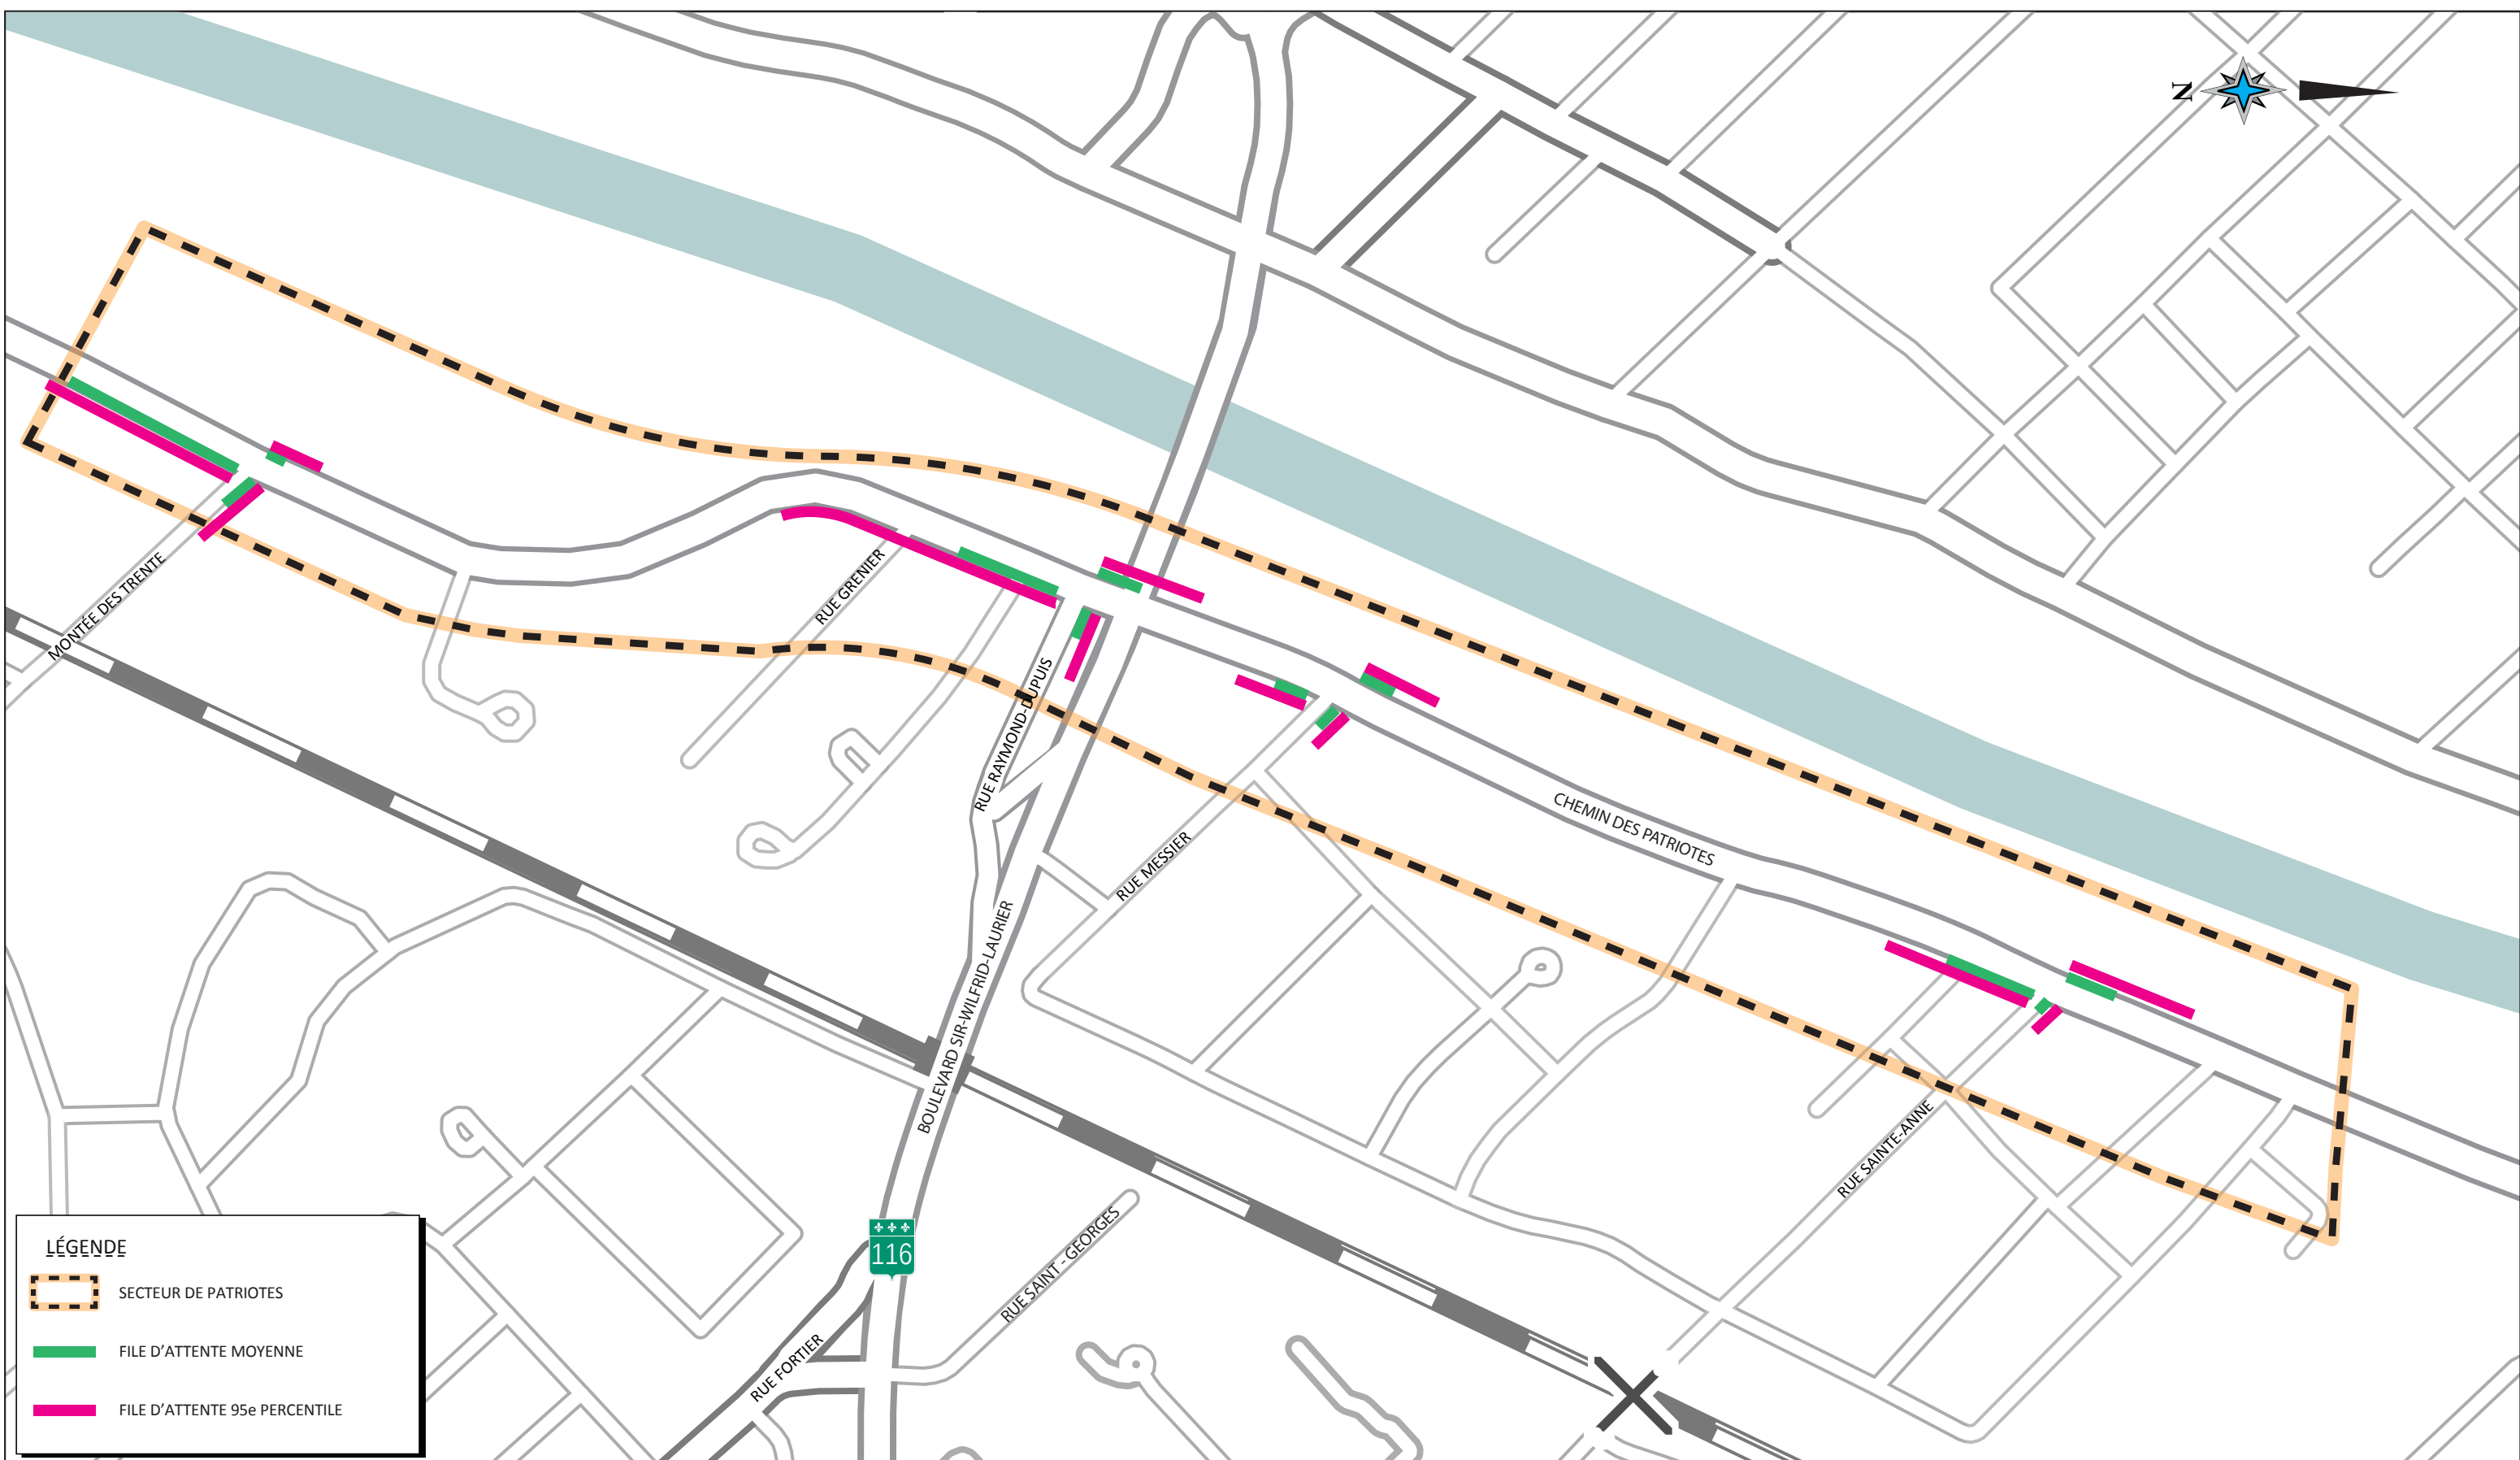 N
MONTÉE DES TRENTE
RUE GRENIER
RUE RAYMOND-DUPUIS
CHEMIN DES PATRIOTES
RUE MESSIER
BOULEVARD SIR-WILFRID-LAURIER
RUE SAINTE-ANNE
116
RUE SAINT - GEORGES
RUE FORTIER
LÉGENDE
SECTEUR DE PATRIOTES
FILE D'ATTENTE MOYENNE
FILE D'ATTENTE 95e PERCENTILE